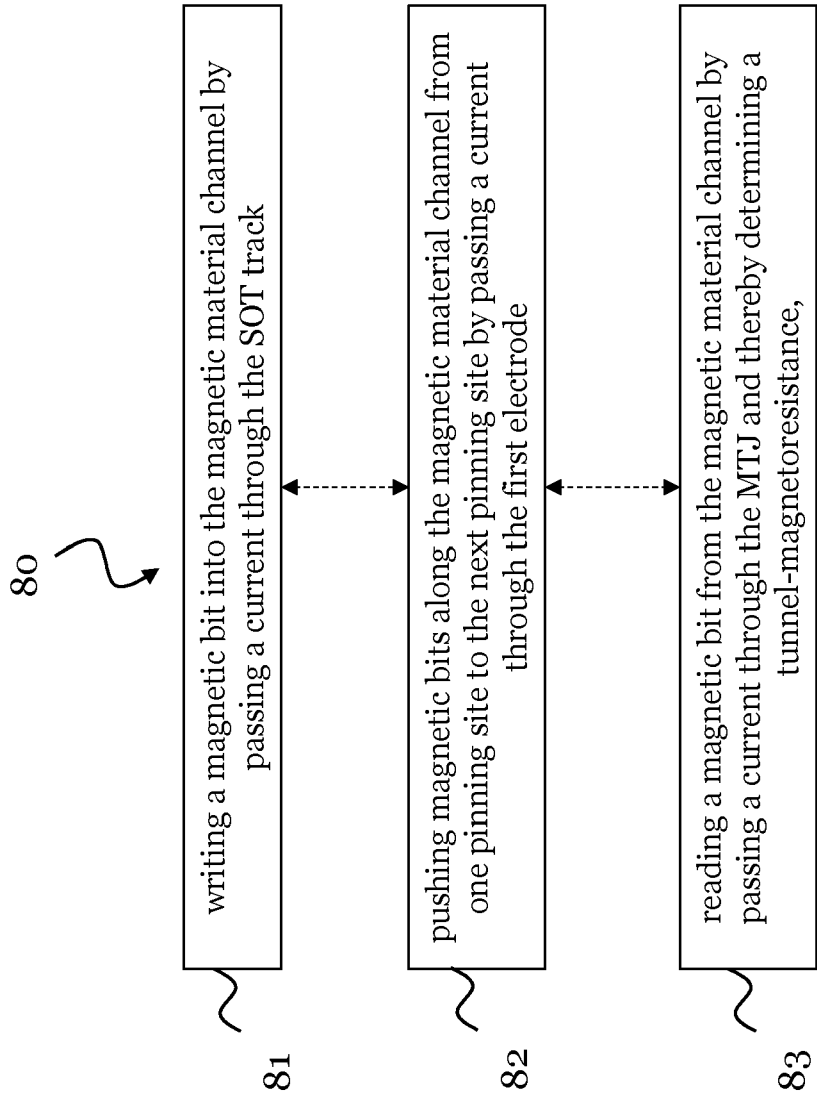 80
81
writing a magnetic bit into the magnetic material channel by
passing a current through the SOT track
82
pushing magnetic bits along the magnetic material channel from
one pinning site to the next pinning site by passing a current
through the first electrode
83
reading a magnetic bit from the magnetic material channel by
passing a current through the MTJ and thereby determining a
tunnel-magnetoresistance,